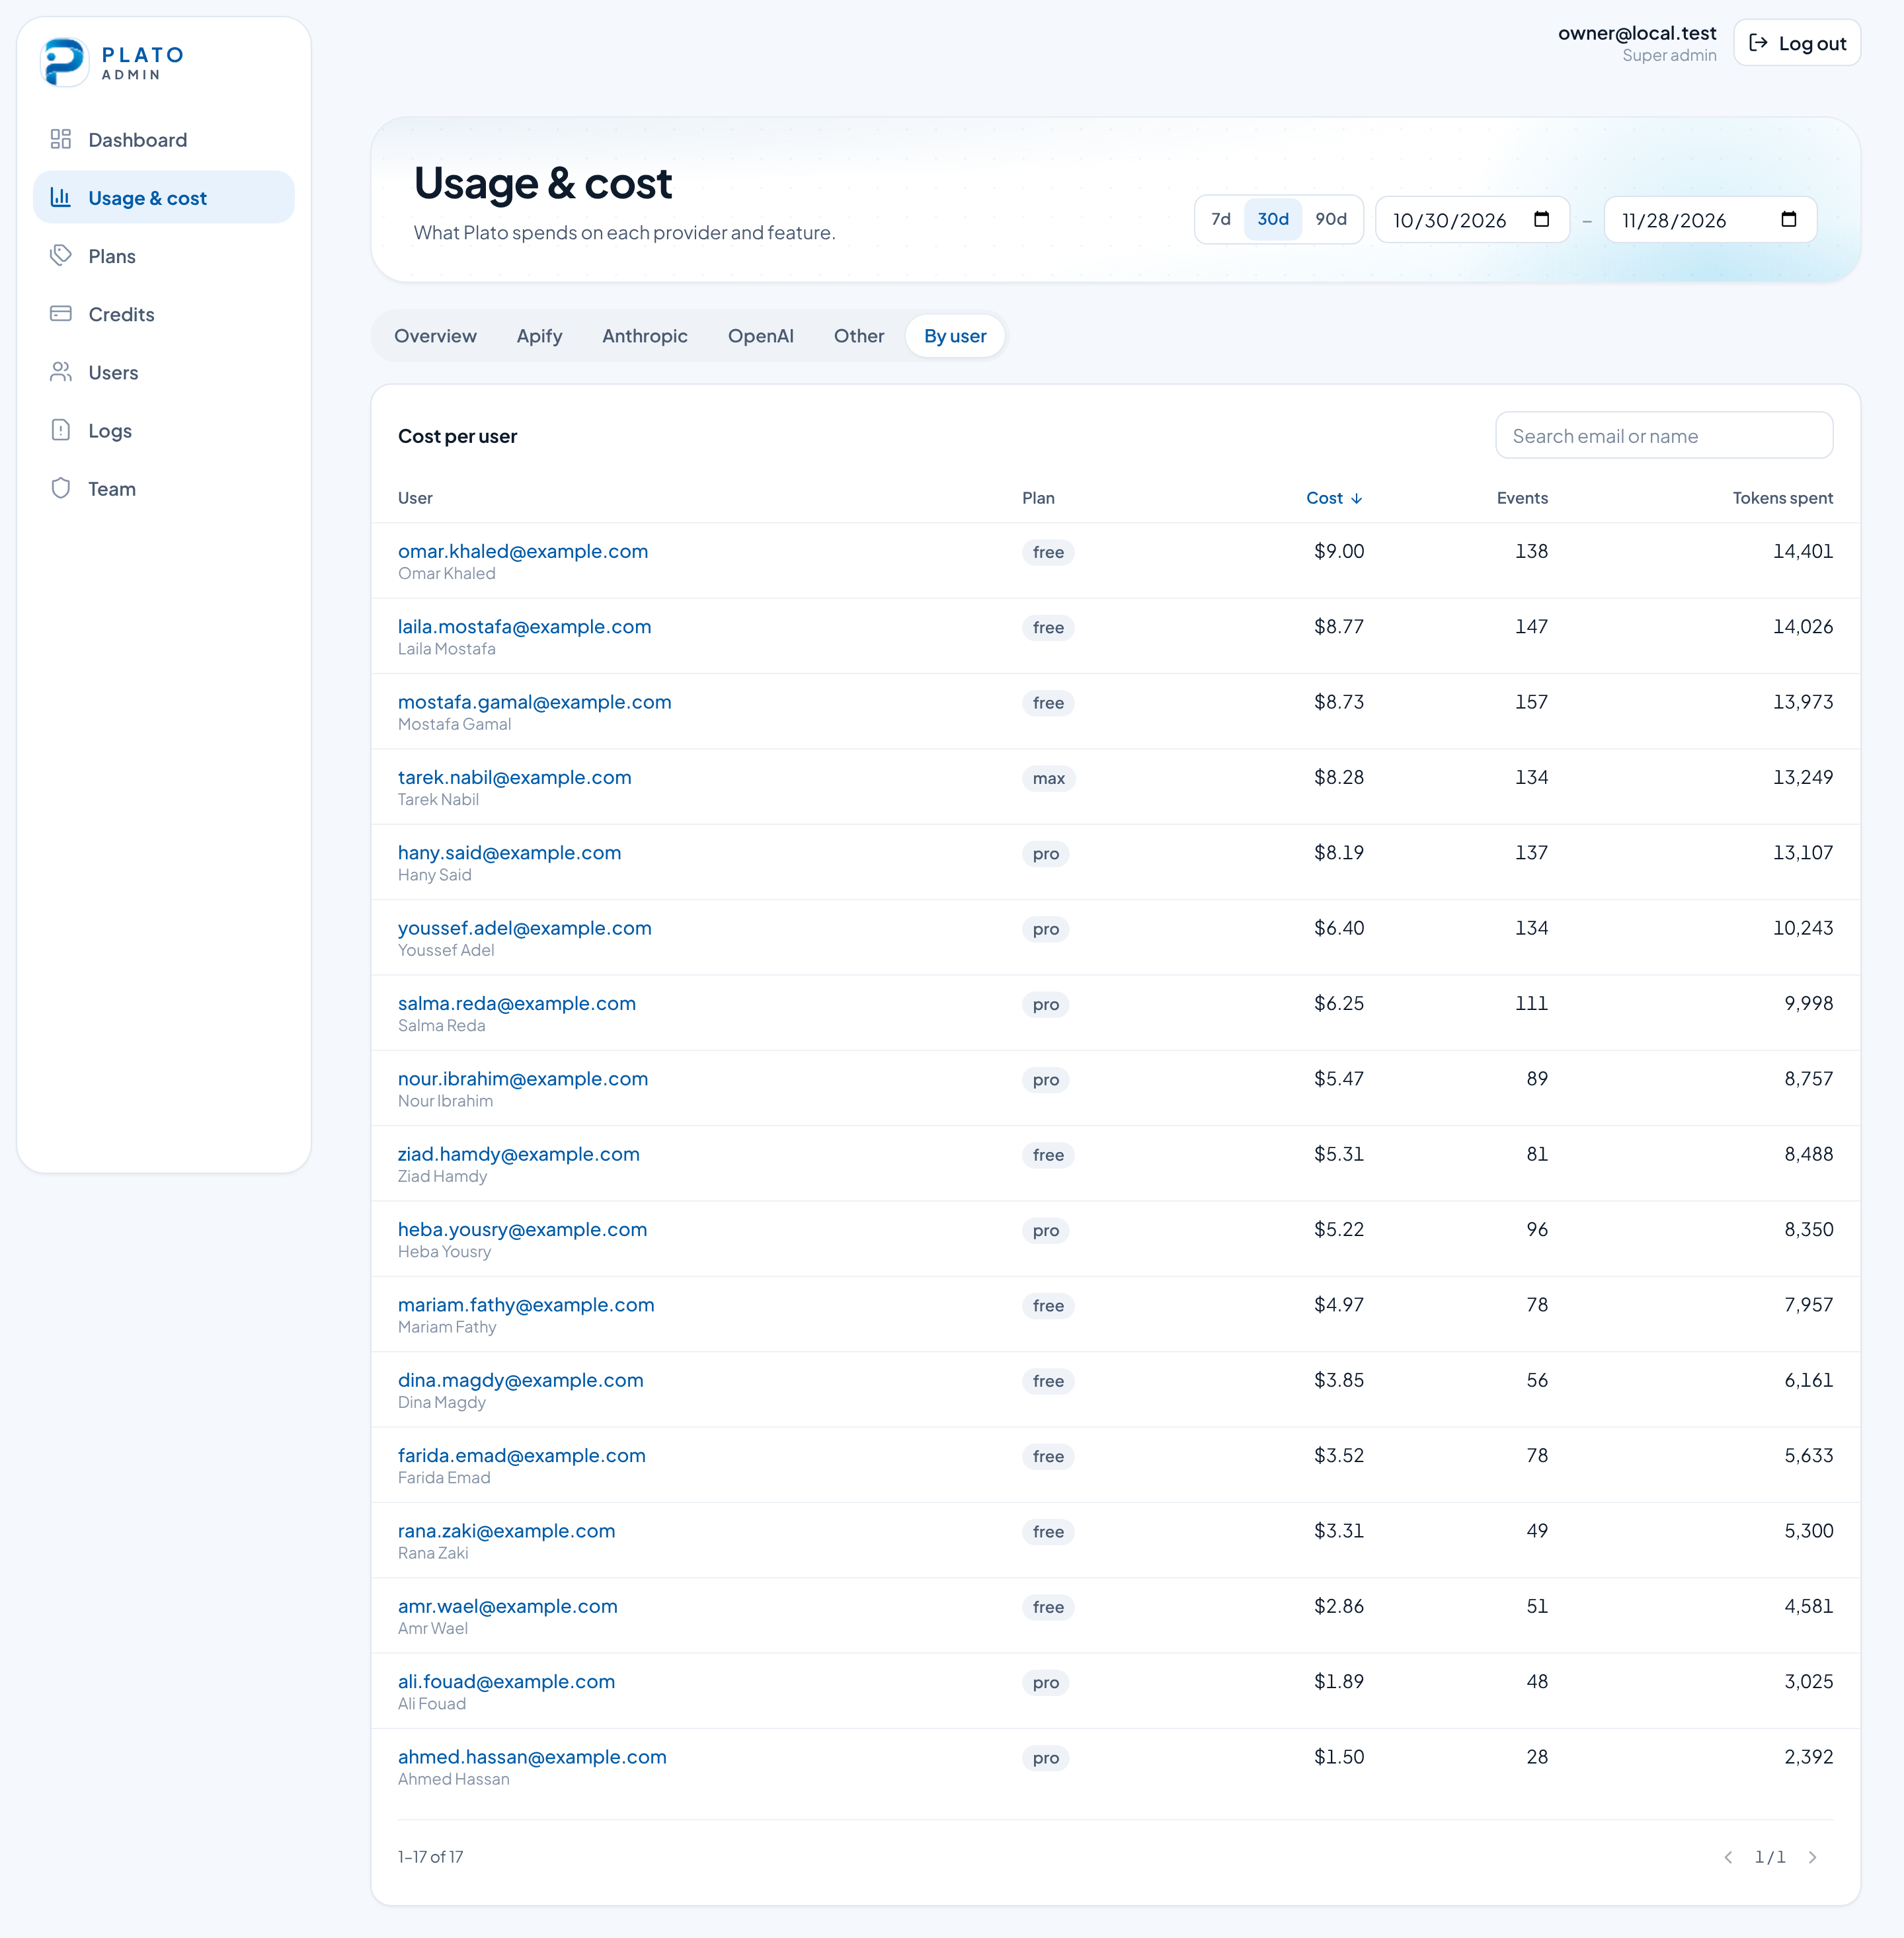 PLATO
ADMIN
Dashboard
Usage & cost
Plans
Credits
Users
Logs
Team
owner@local.test
Super admin
Log out
Usage & cost
What Plato spends on each provider and feature.
7d 30d 90d 10/30/2026 – 11/28/2026
Overview Apify Anthropic OpenAI Other By user
Cost per user
Search email or name
User Plan Cost ↓ Events Tokens spent
omar.khaled@example.com free $9.00 138 14,401
Omar Khaled
laila.mostafa@example.com free $8.77 147 14,026
Laila Mostafa
mostafa.gamal@example.com free $8.73 157 13,973
Mostafa Gamal
tarek.nabil@example.com max $8.28 134 13,249
Tarek Nabil
hany.said@example.com pro $8.19 137 13,107
Hany Said
youssef.adel@example.com pro $6.40 134 10,243
Youssef Adel
salma.reda@example.com pro $6.25 111 9,998
Salma Reda
nour.ibrahim@example.com pro $5.47 89 8,757
Nour Ibrahim
ziad.hamdy@example.com free $5.31 81 8,488
Ziad Hamdy
heba.yousry@example.com pro $5.22 96 8,350
Heba Yousry
mariam.fathy@example.com free $4.97 78 7,957
Mariam Fathy
dina.magdy@example.com free $3.85 56 6,161
Dina Magdy
farida.emad@example.com free $3.52 78 5,633
Farida Emad
rana.zaki@example.com free $3.31 49 5,300
Rana Zaki
amr.wael@example.com free $2.86 51 4,581
Amr Wael
ali.fouad@example.com pro $1.89 48 3,025
Ali Fouad
ahmed.hassan@example.com pro $1.50 28 2,392
Ahmed Hassan
1–17 of 17
1 / 1